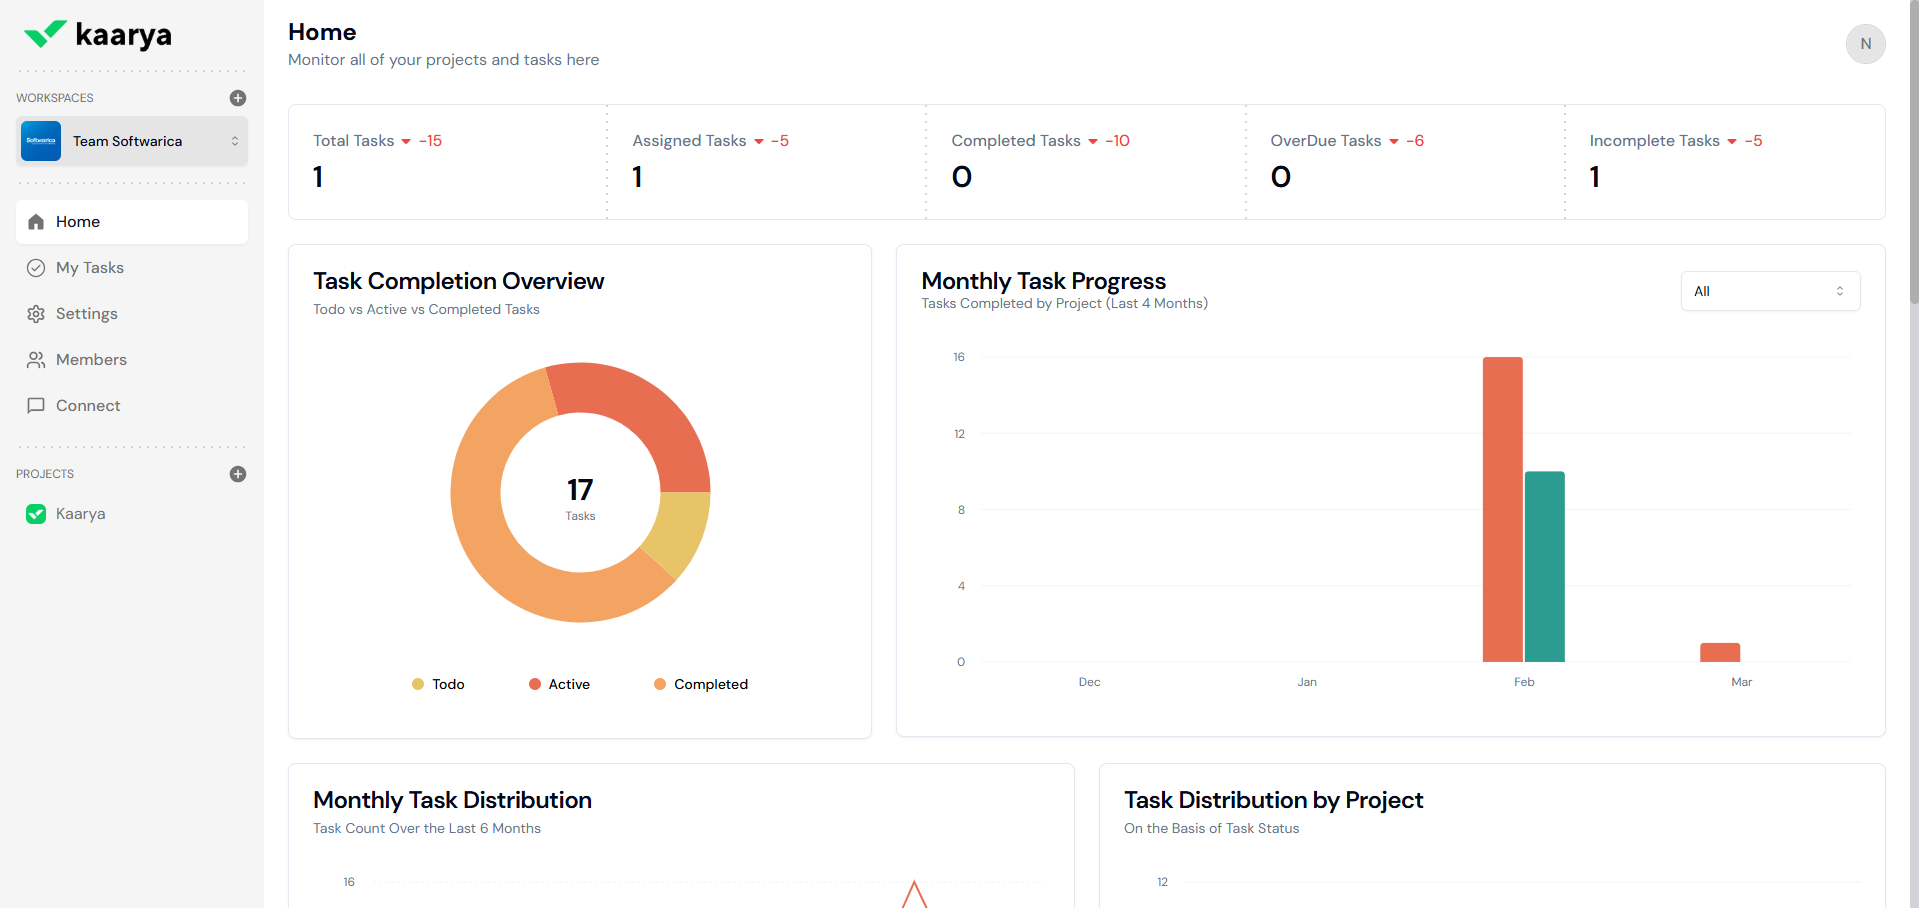 kaarya
WORKSPACES
Softwarica
Team Softwarica
Home
My Tasks
Settings
Members
Connect
PROJECTS
Kaarya
Home
Monitor all of your projects and tasks here
N
Total Tasks -15
1
Assigned Tasks -5
1
Completed Tasks -10
0
OverDue Tasks -6
0
Incomplete Tasks -5
1
Task Completion Overview
Todo vs Active vs Completed Tasks
17
Tasks
Todo Active Completed
Monthly Task Progress
Tasks Completed by Project (Last 4 Months)
All
16
12
8
4
0
Dec Jan Feb Mar
Monthly Task Distribution
Task Count Over the Last 6 Months
16
Task Distribution by Project
On the Basis of Task Status
12